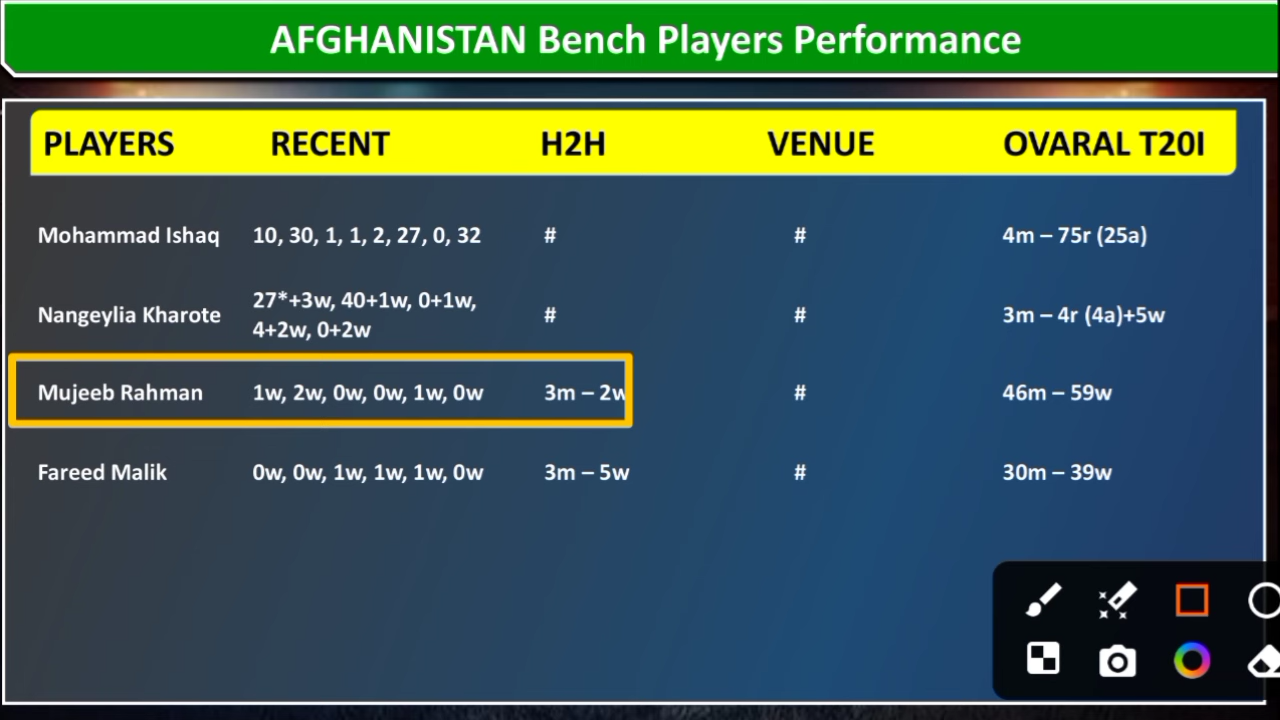 AFGHANISTAN Bench Players Performance
PLAYERS RECENT H2H VENUE OVARAL T20I
Mohammad Ishaq 10, 30, 1, 1, 2, 27, 0, 32 # # 4m – 75r (25a)
Nangeylia Kharote 27*+3w, 40+1w, 0+1w, 4+2w, 0+2w # # 3m – 4r (4a)+5w
Mujeeb Rahman 1w, 2w, 0w, 0w, 1w, 0w 3m – 2w # 46m – 59w
Fareed Malik 0w, 0w, 1w, 1w, 1w, 0w 3m – 5w # 30m – 39w